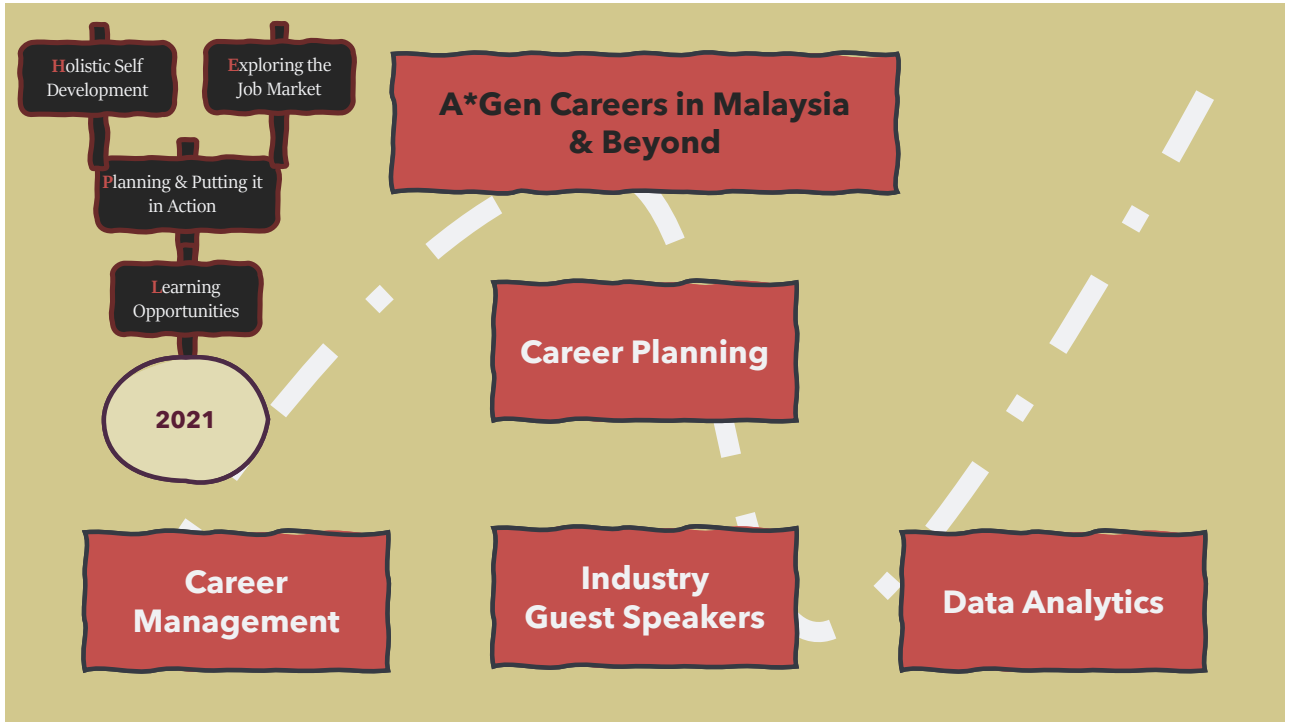 Holistic Self
Development
Exploring the
Job Market
Planning & Putting it
in Action
Learning
Opportunities
2021
A*Gen Careers in Malaysia
& Beyond
Career Planning
Career
Management
Industry
Guest Speakers
Data Analytics